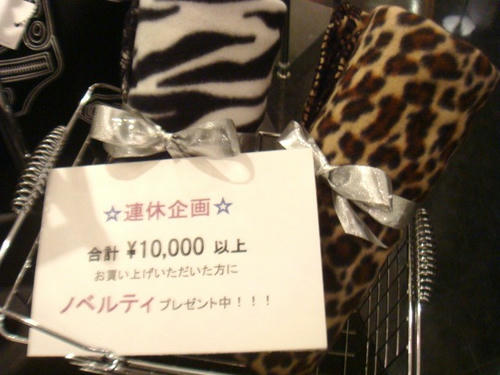 ☆連休企画☆
合計 ¥10,000 以上
お買い上げいただいた方に
ノベルティ プレゼント中！！！